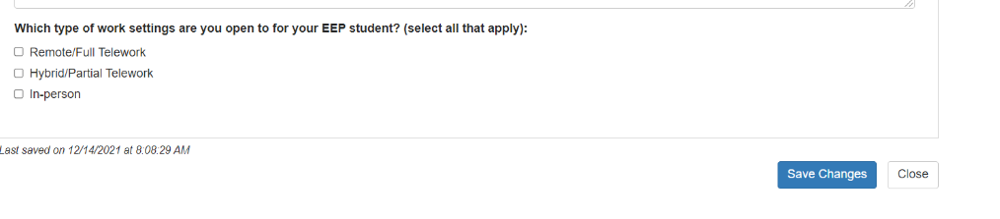 Which type of work settings are you open to for your EEP student? (select all that apply):
Remote/Full Telework
Hybrid/Partial Telework
In-person
Last saved on 12/14/2021 at 8:08:29 AM
Save Changes
Close